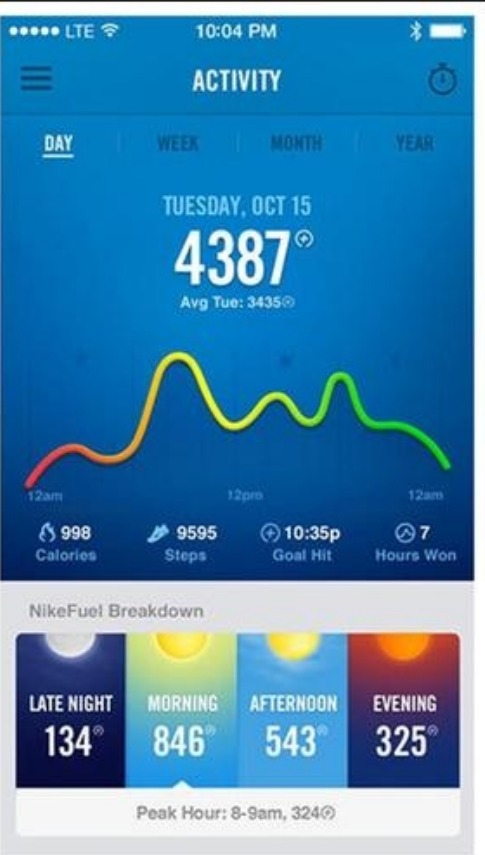 LTE 10:04 PM
ACTIVITY
DAY WEEK MONTH YEAR
TUESDAY, OCT 15
4387
Avg Tue: 3435
12am 12pm 12am
998 9595 10:35p 7
Calories Steps Goal Hit Hours Won
NikeFuel Breakdown
LATE NIGHT MORNING AFTERNOON EVENING
134 846 543 325
Peak Hour: 8-9am, 324